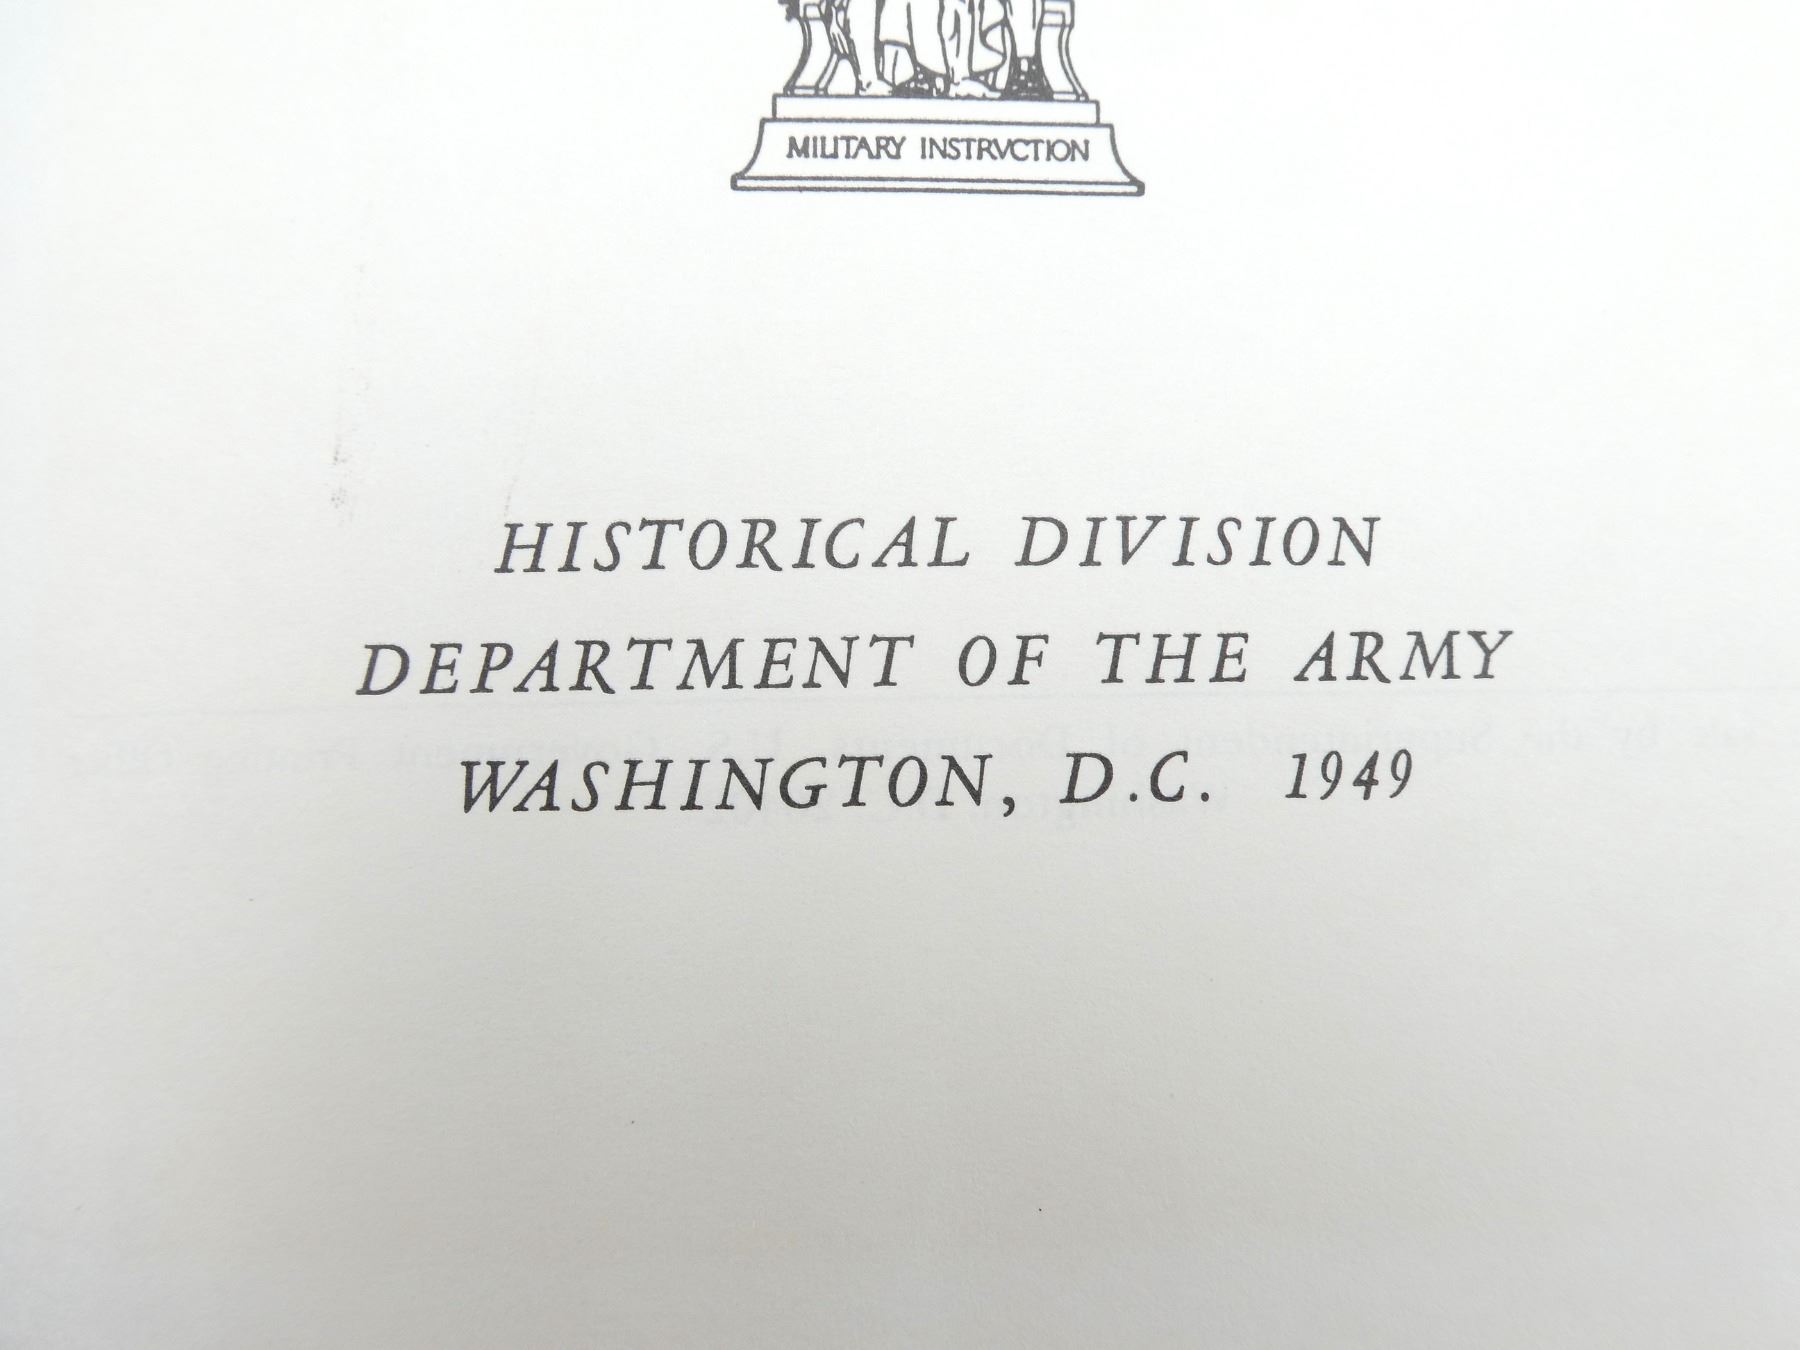 MILITARY INSTRVCTION
HISTORICAL DIVISION
DEPARTMENT OF THE ARMY
WASHINGTON, D.C. 1949